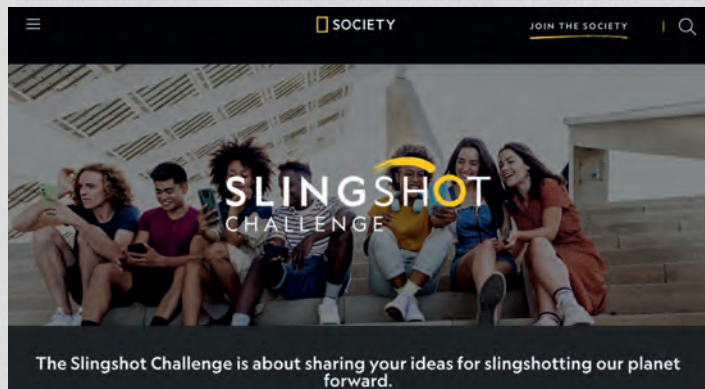 SOCIETY
JOIN THE SOCIETY
SLINGSHOT
CHALLENGE
The Slingshot Challenge is about sharing your ideas for slingshotting our planet
forward.